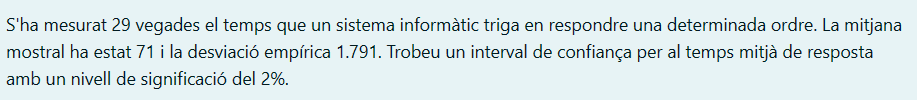 S'ha mesurat 29 vegades el temps que un sistema informàtic triga en respondre una determinada ordre. La mitjana
mostral ha estat 71 i la desviació empírica 1.791. Trobeu un interval de confiança per al temps mitjà de resposta
amb un nivell de significació del 2%.